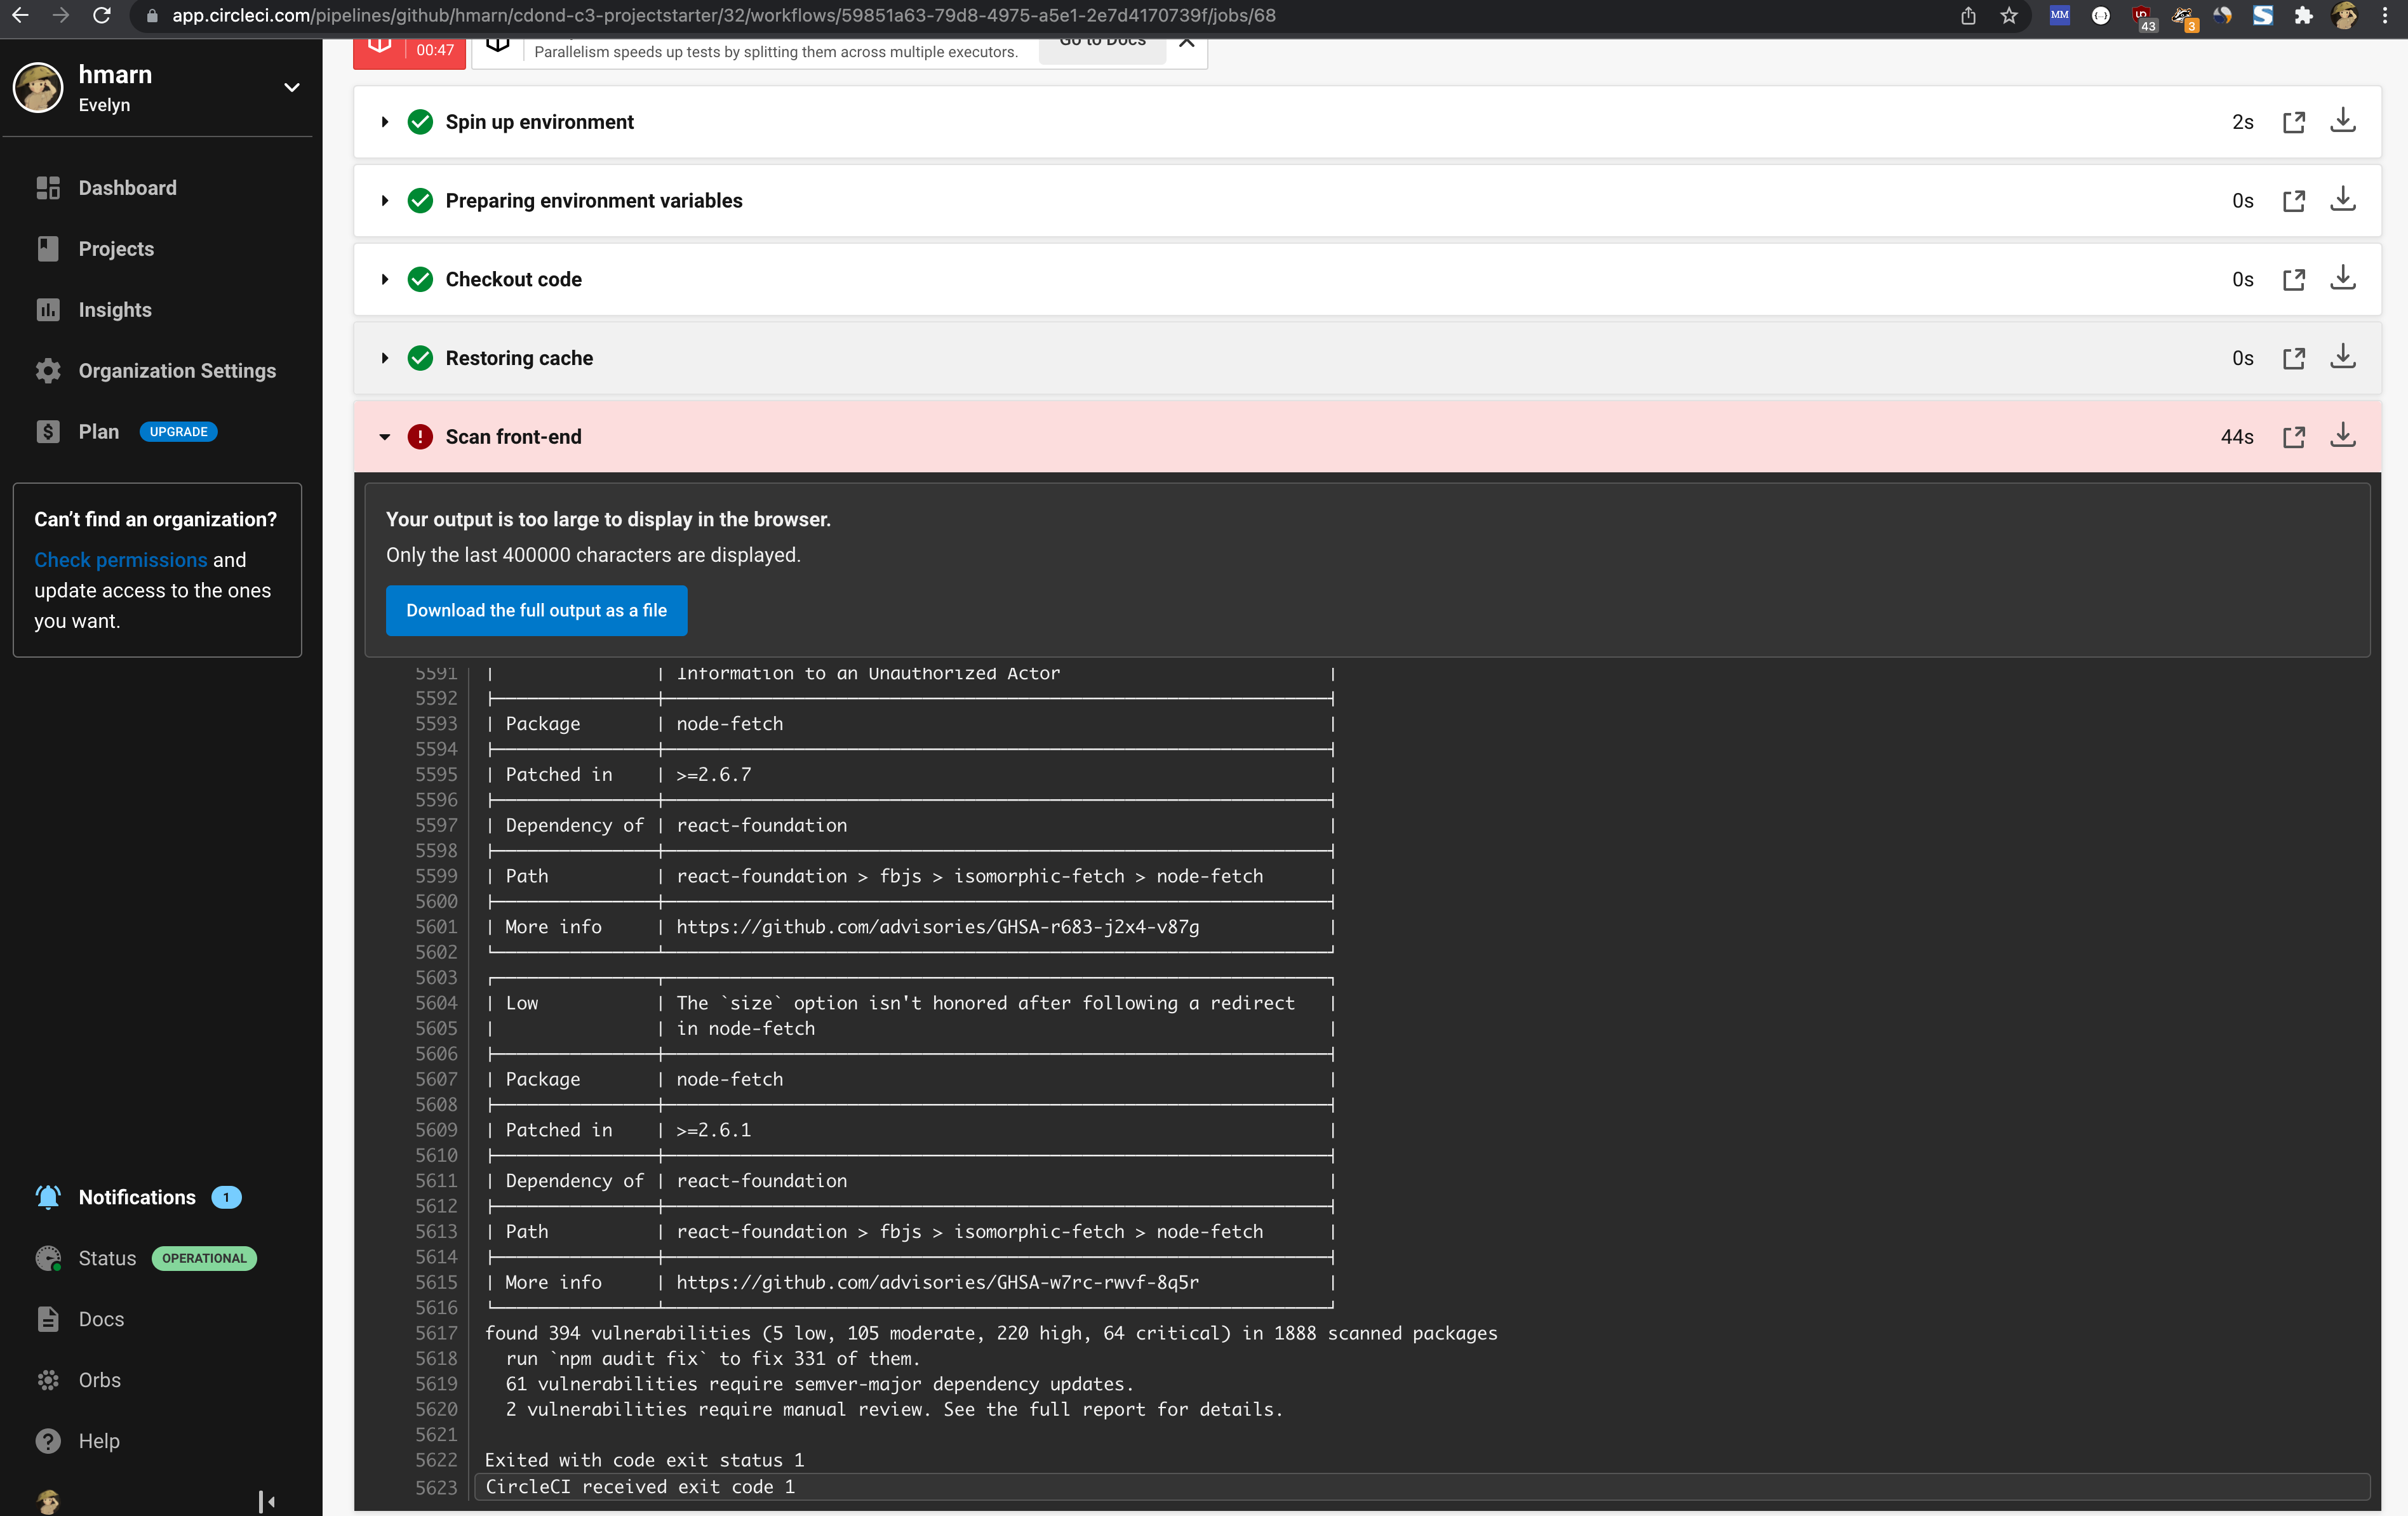 app.circleci.com/pipelines/github/hmarn/cdond-c3-projectstarter/32/workflows/59851a63-79d8-4975-a5e1-2e7d4170739f/jobs/68
MM
43
3
hmarn
Evelyn
Dashboard
Projects
Insights
Organization Settings
Plan UPGRADE
Can't find an organization?
Check permissions and
update access to the ones
you want.
Notifications 1
Status OPERATIONAL
Docs
Orbs
Help
00:47
Parallelism speeds up tests by splitting them across multiple executors.
Go to Docs
Spin up environment 2s
Preparing environment variables 0s
Checkout code 0s
Restoring cache 0s
Scan front-end 44s
Your output is too large to display in the browser.
Only the last 400000 characters are displayed.
Download the full output as a file
5591 | | Information to an Unauthorized Actor |
5592
5593 | Package | node-fetch |
5594
5595 | Patched in | >=2.6.7 |
5596
5597 | Dependency of | react-foundation |
5598
5599 | Path | react-foundation > fbjs > isomorphic-fetch > node-fetch |
5600
5601 | More info | https://github.com/advisories/GHSA-r683-j2x4-v87g |
5602
5603
5604 | Low | The `size` option isn't honored after following a redirect |
5605 | | in node-fetch |
5606
5607 | Package | node-fetch |
5608
5609 | Patched in | >=2.6.1 |
5610
5611 | Dependency of | react-foundation |
5612
5613 | Path | react-foundation > fbjs > isomorphic-fetch > node-fetch |
5614
5615 | More info | https://github.com/advisories/GHSA-w7rc-rwvf-8q5r |
5616
5617 found 394 vulnerabilities (5 low, 105 moderate, 220 high, 64 critical) in 1888 scanned packages
5618 run `npm audit fix` to fix 331 of them.
5619 61 vulnerabilities require semver-major dependency updates.
5620 2 vulnerabilities require manual review. See the full report for details.
5621
5622 Exited with code exit status 1
5623 CircleCI received exit code 1